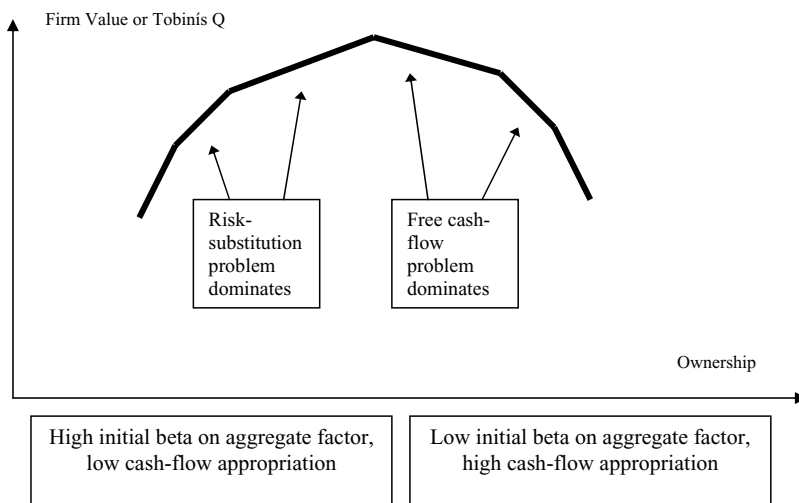 Firm Value or Tobinís Q
Risk-
substitution
problem
dominates
Free cash-
flow
problem
dominates
Ownership
High initial beta on aggregate factor,
low cash-flow appropriation
Low initial beta on aggregate factor,
high cash-flow appropriation